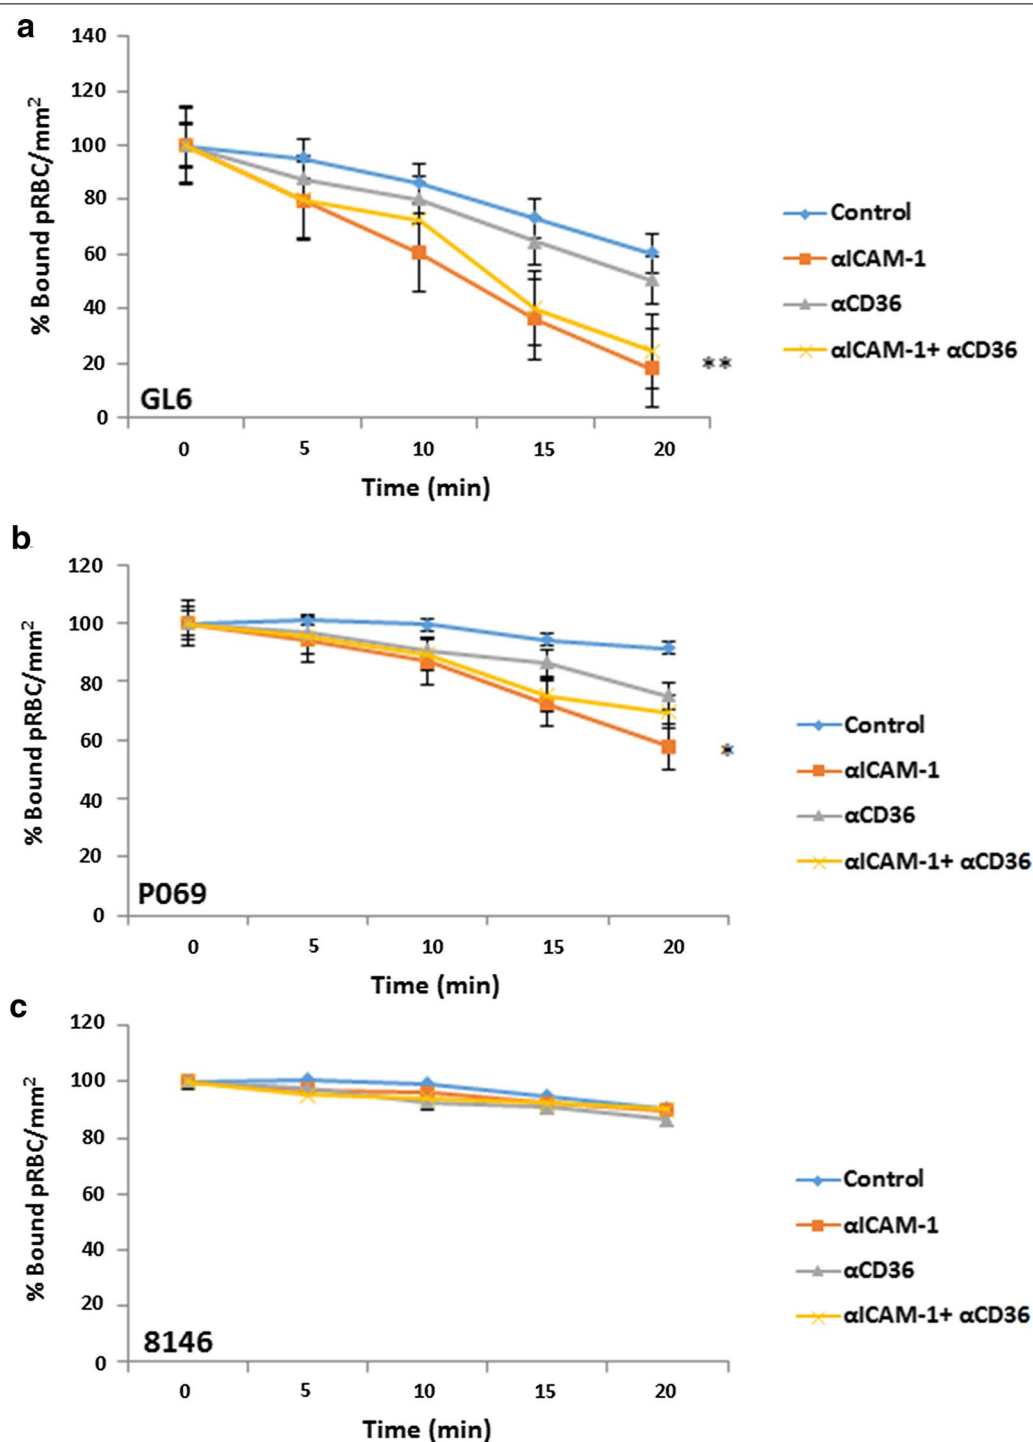 a
140
120
100
80
60
40
20
0
% Bound pRBC/mm²
GL6
0 5 10 15 20
Time (min)
Control
αICAM-1
αCD36
αICAM-1+ αCD36
**
b
120
100
80
60
40
20
0
% Bound pRBC/mm²
P069
0 5 10 15 20
Time (min)
Control
αICAM-1
αCD36
αICAM-1+ αCD36
*
c
120
100
80
60
40
20
0
% Bound pRBC/mm²
8146
0 5 10 15 20
Time (min)
Control
αICAM-1
αCD36
αICAM-1+ αCD36